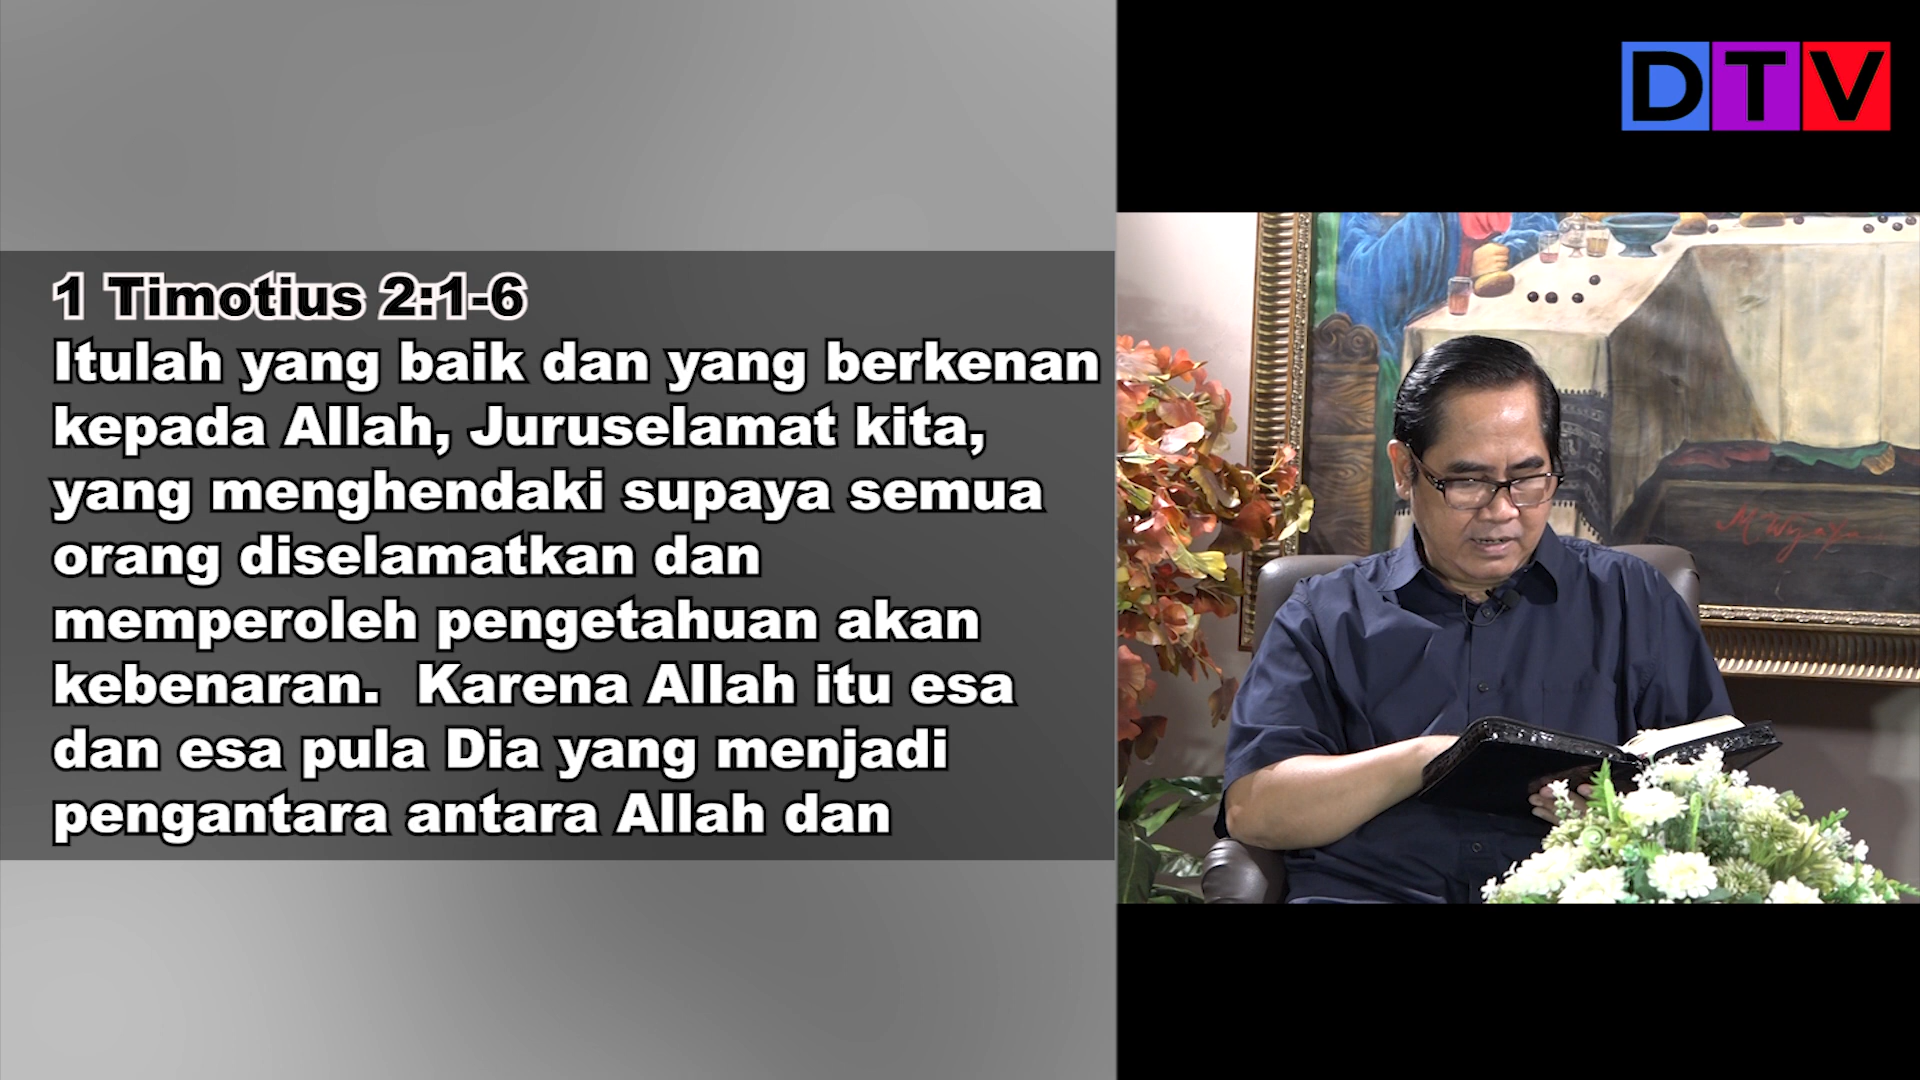 1 Timotius 2:1-6
Itulah yang baik dan yang berkenan
kepada Allah, Juruselamat kita,
yang menghendaki supaya semua
orang diselamatkan dan
memperoleh pengetahuan akan
kebenaran.  Karena Allah itu esa
dan esa pula Dia yang menjadi
pengantara antara Allah dan
DTV